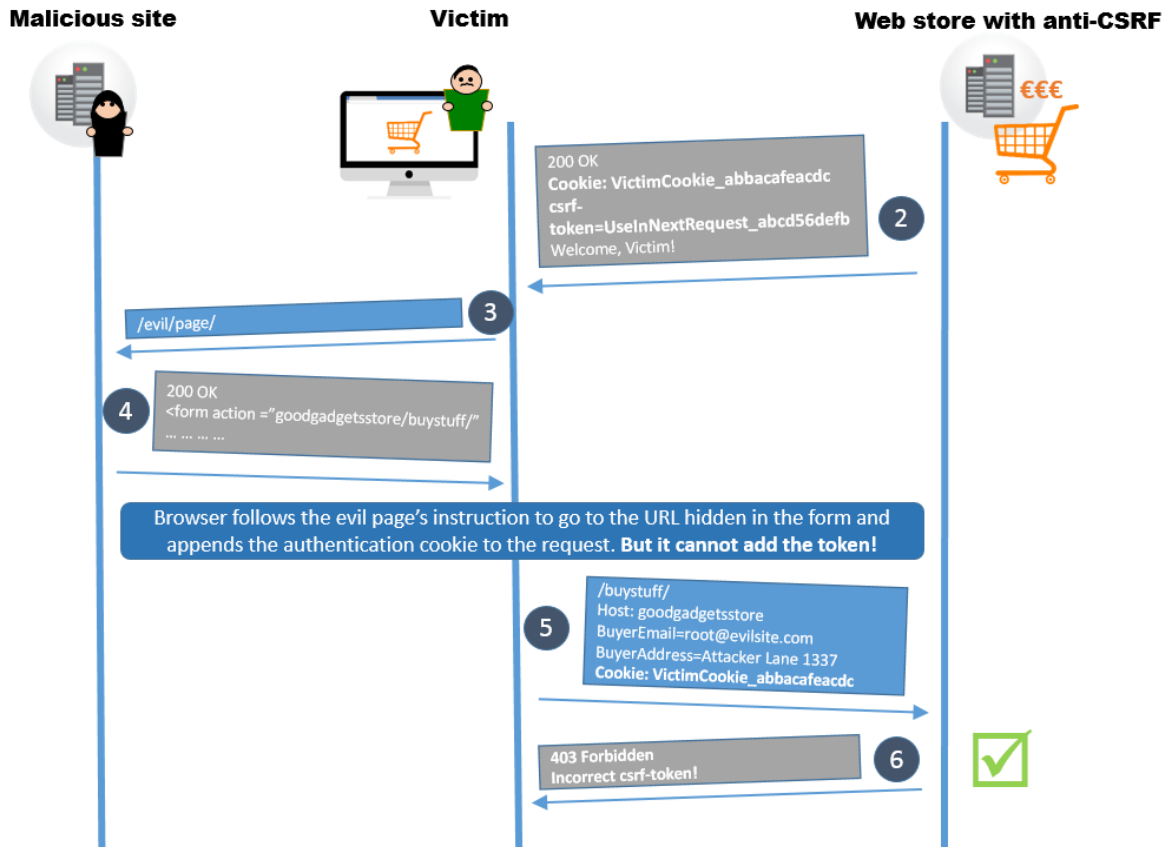 Malicious site
Victim
Web store with anti-CSRF
€€€
200 OK
Cookie: VictimCookie_abbacafeacdc
csrf-
token=UseInNextRequest_abcd56defb
Welcome, Victim!
2
3
/evil/page/
4
200 OK
<form action =”goodgadgetsstore/buystuff/”
... ... ... ...
Browser follows the evil page’s instruction to go to the URL hidden in the form and
appends the authentication cookie to the request. But it cannot add the token!
5
/buystuff/
Host: goodgadgetsstore
BuyerEmail=root@evilsite.com
BuyerAddress=Attacker Lane 1337
Cookie: VictimCookie_abbacafeacdc
403 Forbidden
Incorrect csrf-token!
6